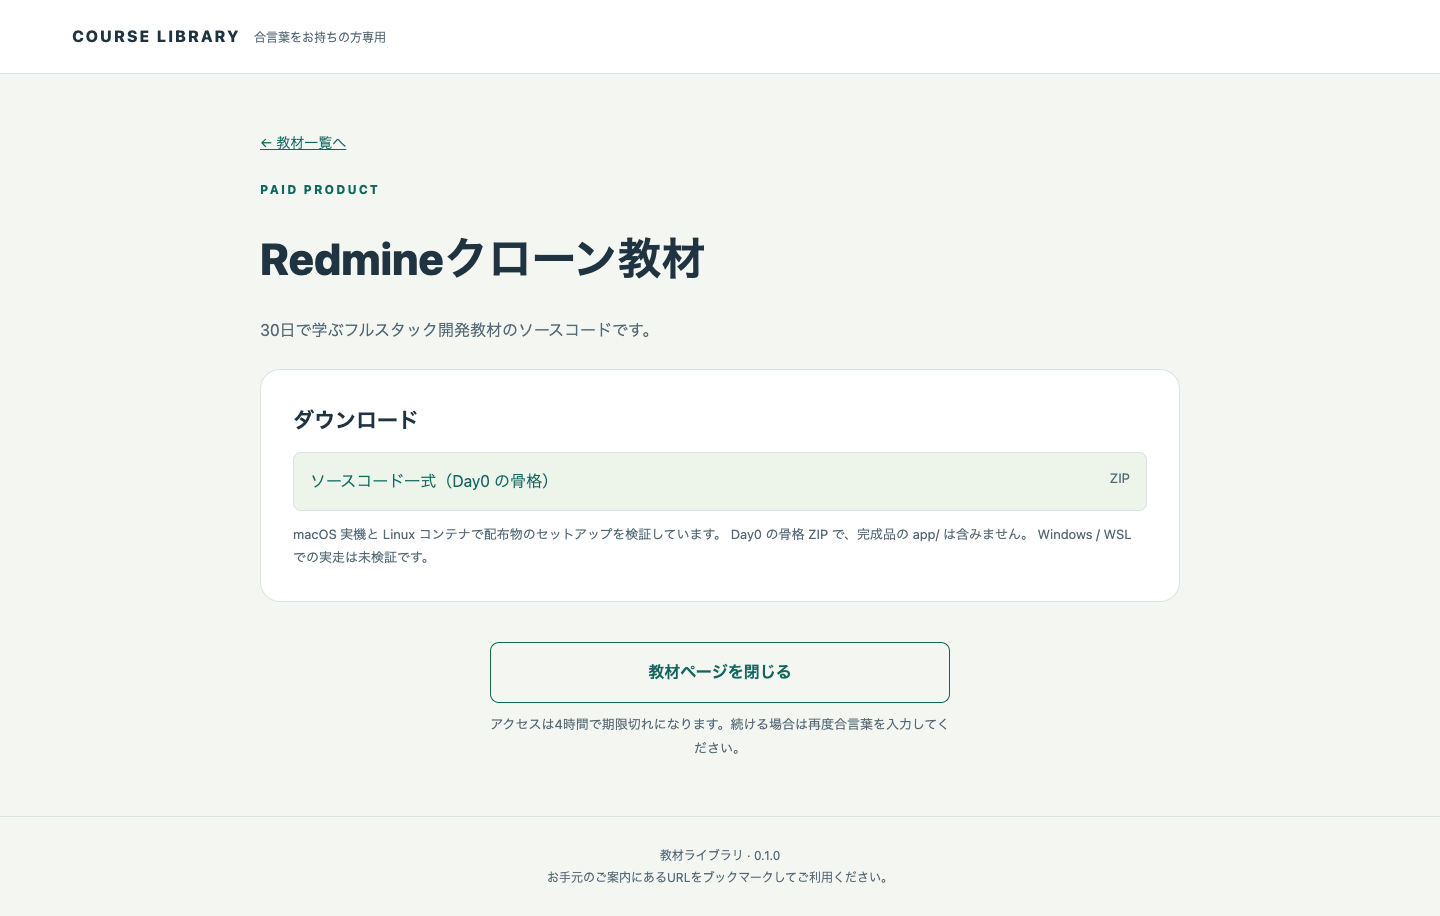 COURSE LIBRARY 合言葉をお持ちの方専用
← 教材一覧へ
PAID PRODUCT
Redmineクローン教材
30日で学ぶフルスタック開発教材のソースコードです。
ダウンロード
ソースコード一式（Day0 の骨格） ZIP
macOS 実機と Linux コンテナで配布物のセットアップを検証しています。 Day0 の骨格 ZIP で、完成品の app/ は含みません。 Windows / WSL
での実走は未検証です。
教材ページを閉じる
アクセスは4時間で期限切れになります。続ける場合は再度合言葉を入力してく
ださい。
教材ライブラリ · 0.1.0
お手元のご案内にあるURLをブックマークしてご利用ください。